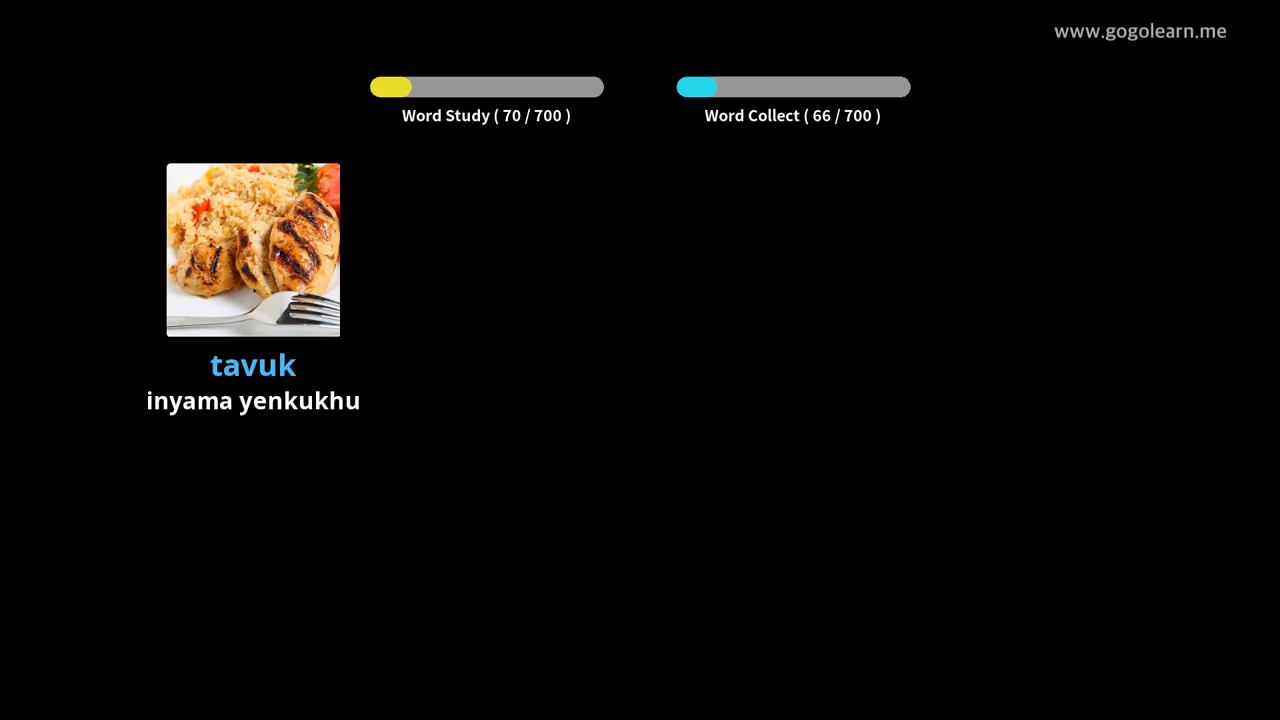 www.gogolearn.me
Word Study ( 70 / 700 )
Word Collect ( 66 / 700 )
tavuk
inyama yenkukhu